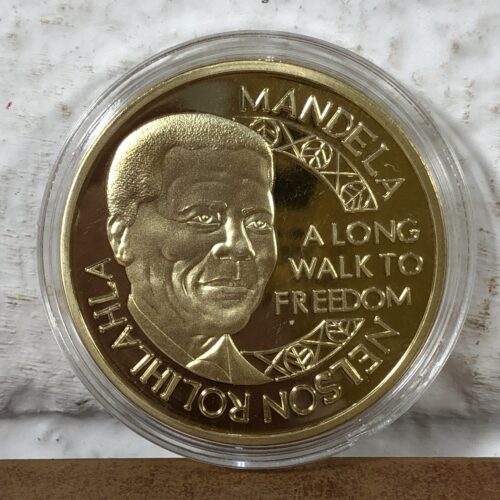 MANDELA
A LONG
WALK TO
FREEDOM
NELSON ROLIHLAHLA